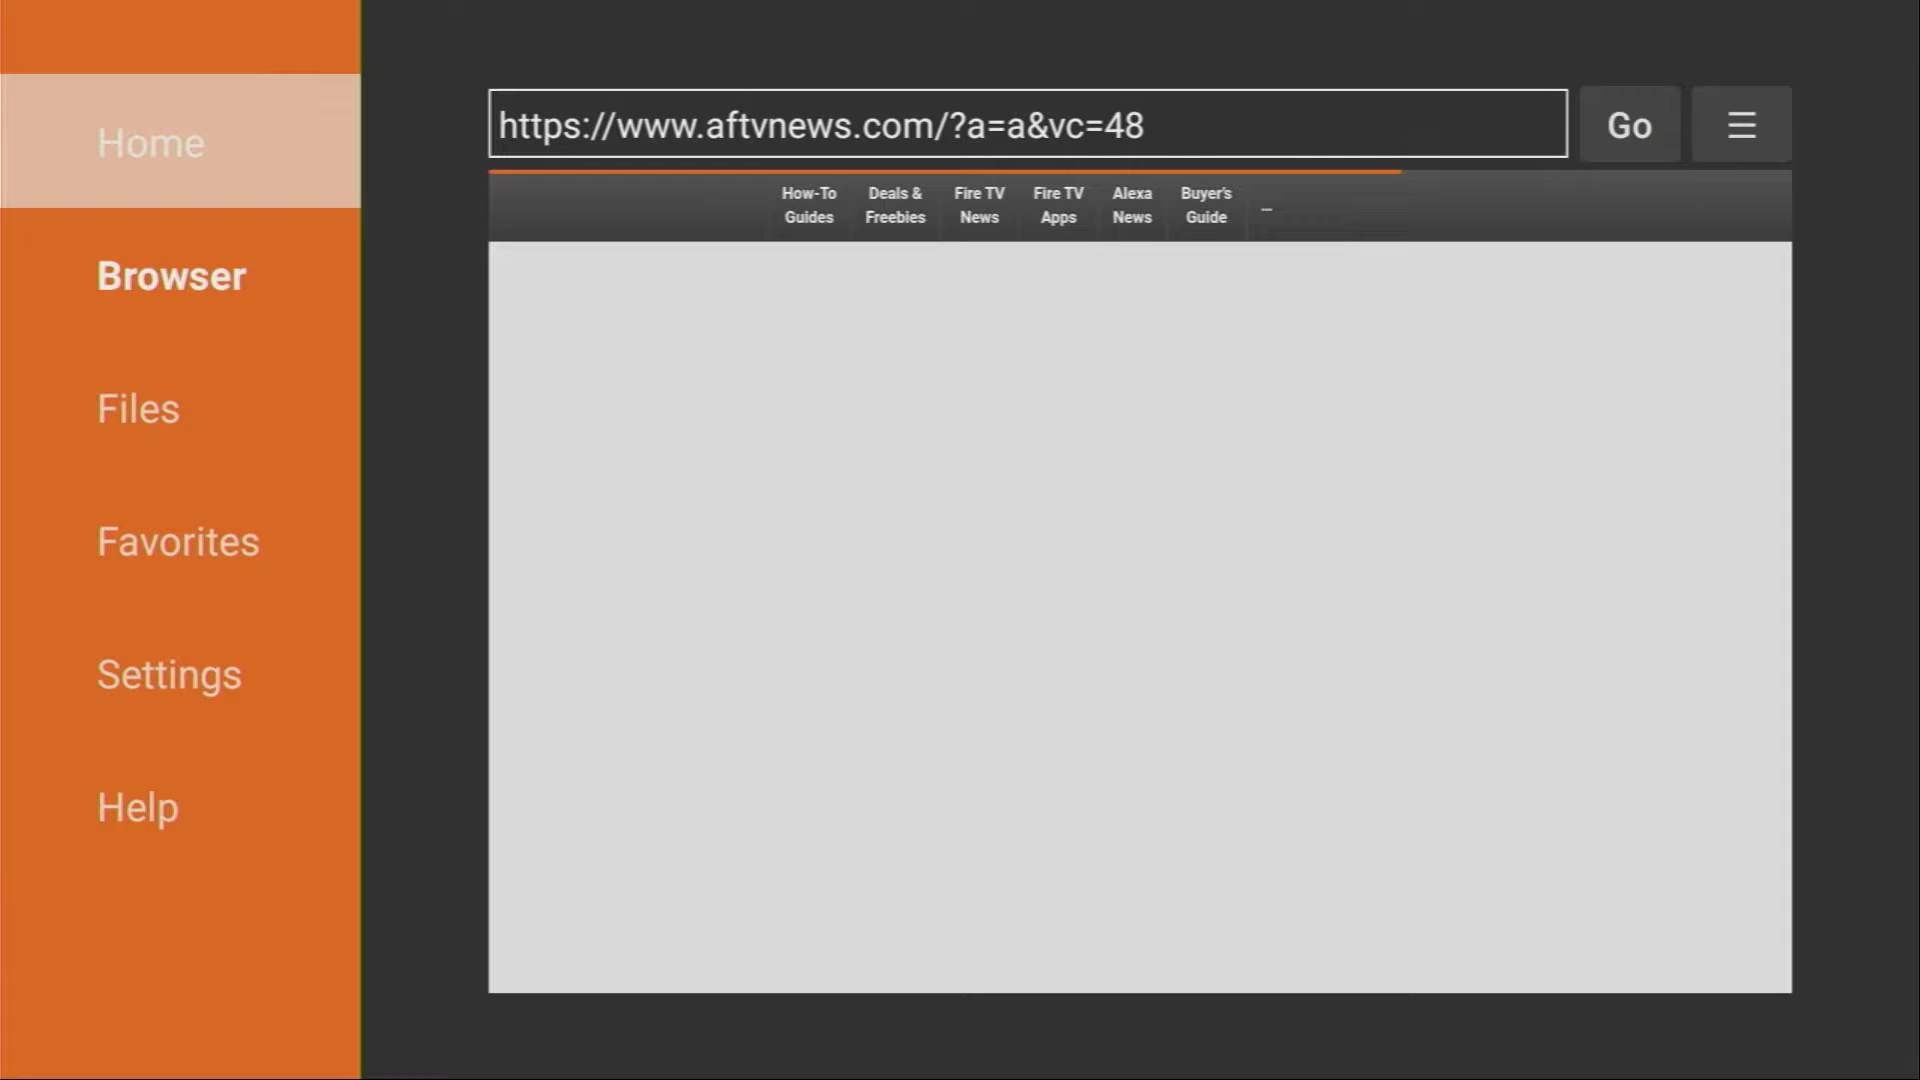 Home
Browser
Files
Favorites
Settings
Help
https://www.aftvnews.com/?a=a&vc=48
Go
How-To
Guides
Deals &
Freebies
Fire TV
News
Fire TV
Apps
Alexa
News
Buyer's
Guide
...